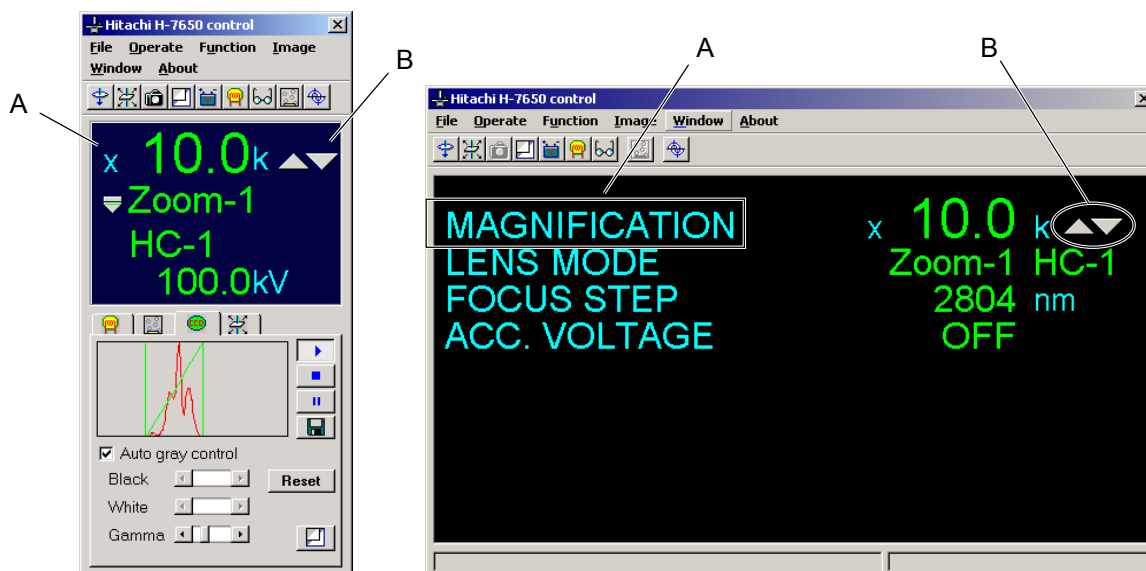 Hitachi H-7650 control
File Operate Function Image
Window About
A
B
x 10.0k
Zoom-1
HC-1
100.0kV
Auto gray control
Black
Reset
White
Gamma
A
B
Hitachi H-7650 control
File Operate Function Image Window About
MAGNIFICATION x 10.0 k
LENS MODE Zoom-1 HC-1
FOCUS STEP 2804 nm
ACC. VOLTAGE OFF